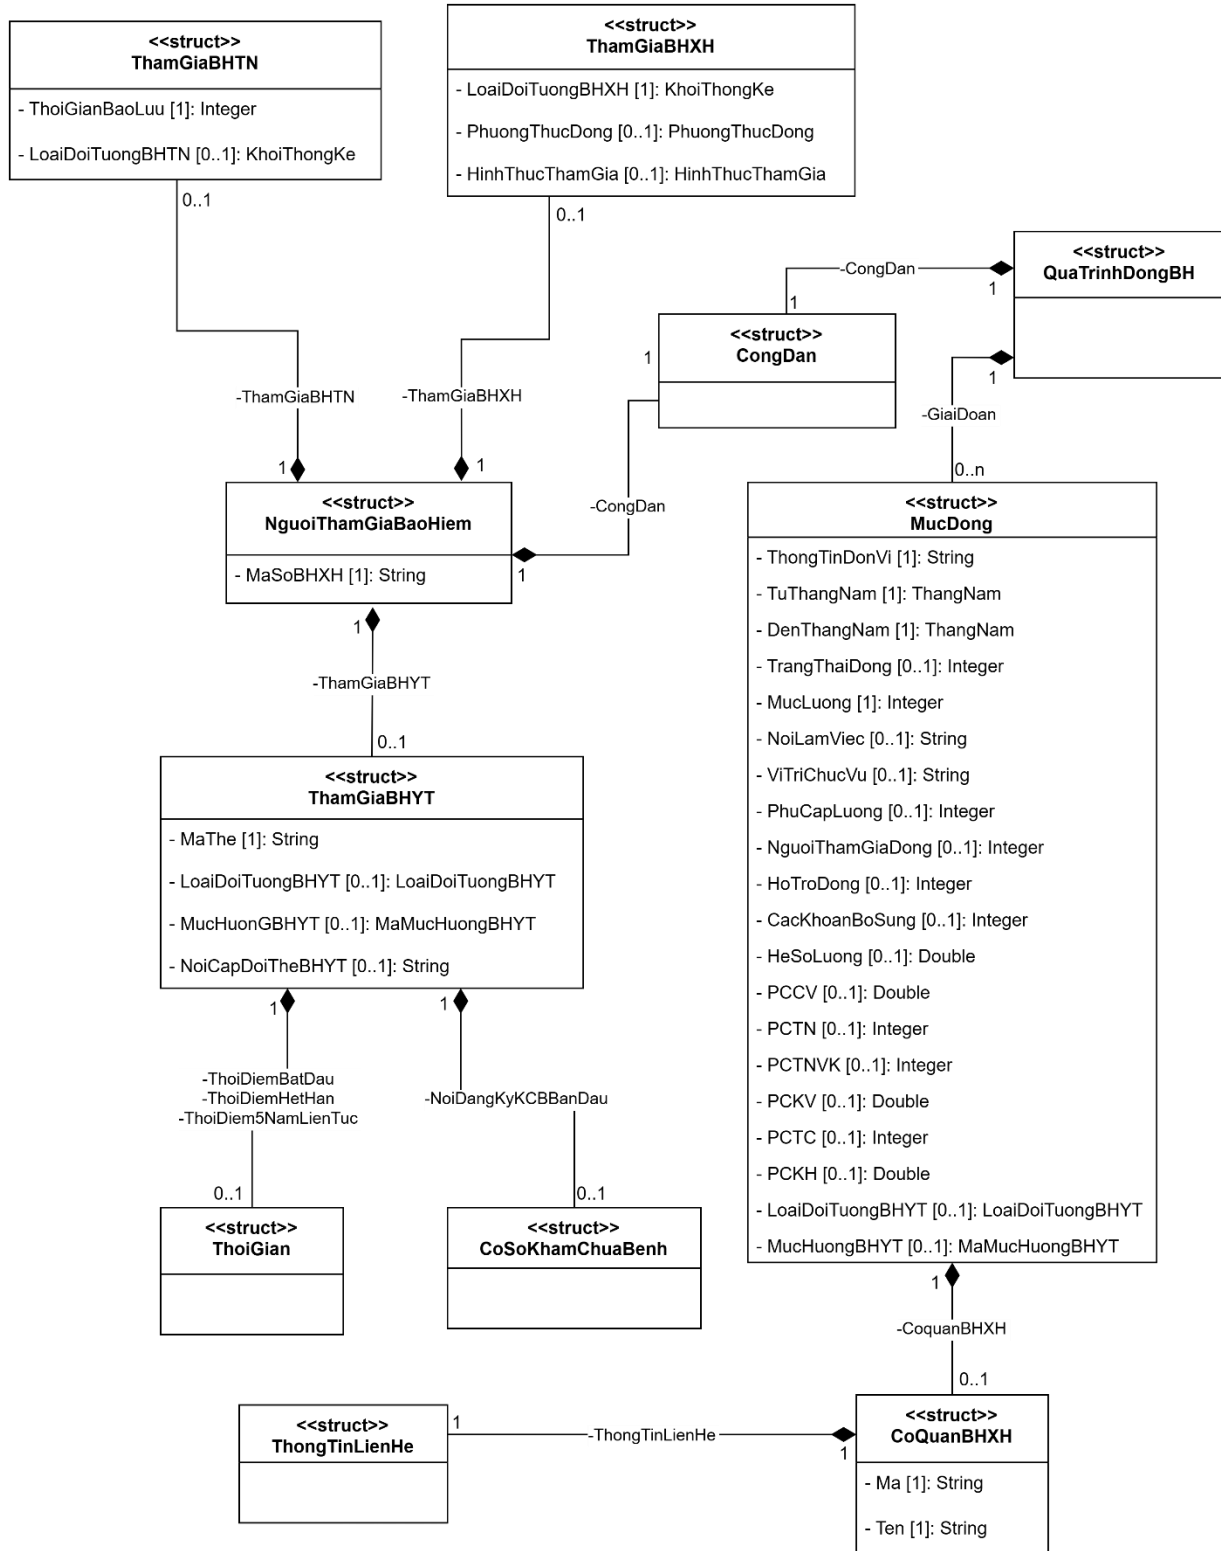 <<struct>>
ThamGiaBHTN
- ThoiGianBaoLuu [1]: Integer
- LoaiDoiTuongBHTN [0..1]: KhoiThongKe
0..1
<<struct>>
ThamGiaBHXH
- LoaiDoiTuongBHXH [1]: KhoiThongKe
- PhuongThucDong [0..1]: PhuongThucDong
- HinhThucThamGia [0..1]: HinhThucThamGia
0..1
<<struct>>
QuaTrinhDongBH
1
1
-CongDan
1
<<struct>>
CongDan
1
-GiaiDoan
0..n
-ThamGiaBHTN
1
-ThamGiaBHXH
1
<<struct>>
NguoiThamGiaBaoHiem
- MaSoBHXH [1]: String
1
-CongDan
1
-ThamGiaBHYT
0..1
<<struct>>
MucDong
- ThongTinDonVi [1]: String
- TuThangNam [1]: ThangNam
- DenThangNam [1]: ThangNam
- TrangThaiDong [0..1]: Integer
- MucLuong [1]: Integer
- NoiLamViec [0..1]: String
- ViTriChucVu [0..1]: String
- PhuCapLuong [0..1]: Integer
- NguoiThamGiaDong [0..1]: Integer
- HoTroDong [0..1]: Integer
- CacKhoanBoSung [0..1]: Integer
- HeSoLuong [0..1]: Double
- PCCV [0..1]: Double
- PCTN [0..1]: Integer
- PCTNVK [0..1]: Integer
- PCKV [0..1]: Double
- PCTC [0..1]: Integer
- PCKH [0..1]: Double
- LoaiDoiTuongBHYT [0..1]: LoaiDoiTuongBHYT
- MucHuongBHYT [0..1]: MaMucHuongBHYT
1
<<struct>>
ThamGiaBHYT
- MaThe [1]: String
- LoaiDoiTuongBHYT [0..1]: LoaiDoiTuongBHYT
- MucHuonGBHYT [0..1]: MaMucHuongBHYT
- NoiCapDoiTheBHYT [0..1]: String
1
1
-ThoiDiemBatDau
-ThoiDiemHetHan
-ThoiDiem5NamLienTuc
-NoiDangKyKCBBanDau
0..1
0..1
<<struct>>
ThoiGian
<<struct>>
CoSoKhamChuaBenh
-CoquanBHXH
0..1
<<struct>>
ThongTinLienHe
1
-ThongTinLienHe
1
<<struct>>
CoQuanBHXH
- Ma [1]: String
- Ten [1]: String